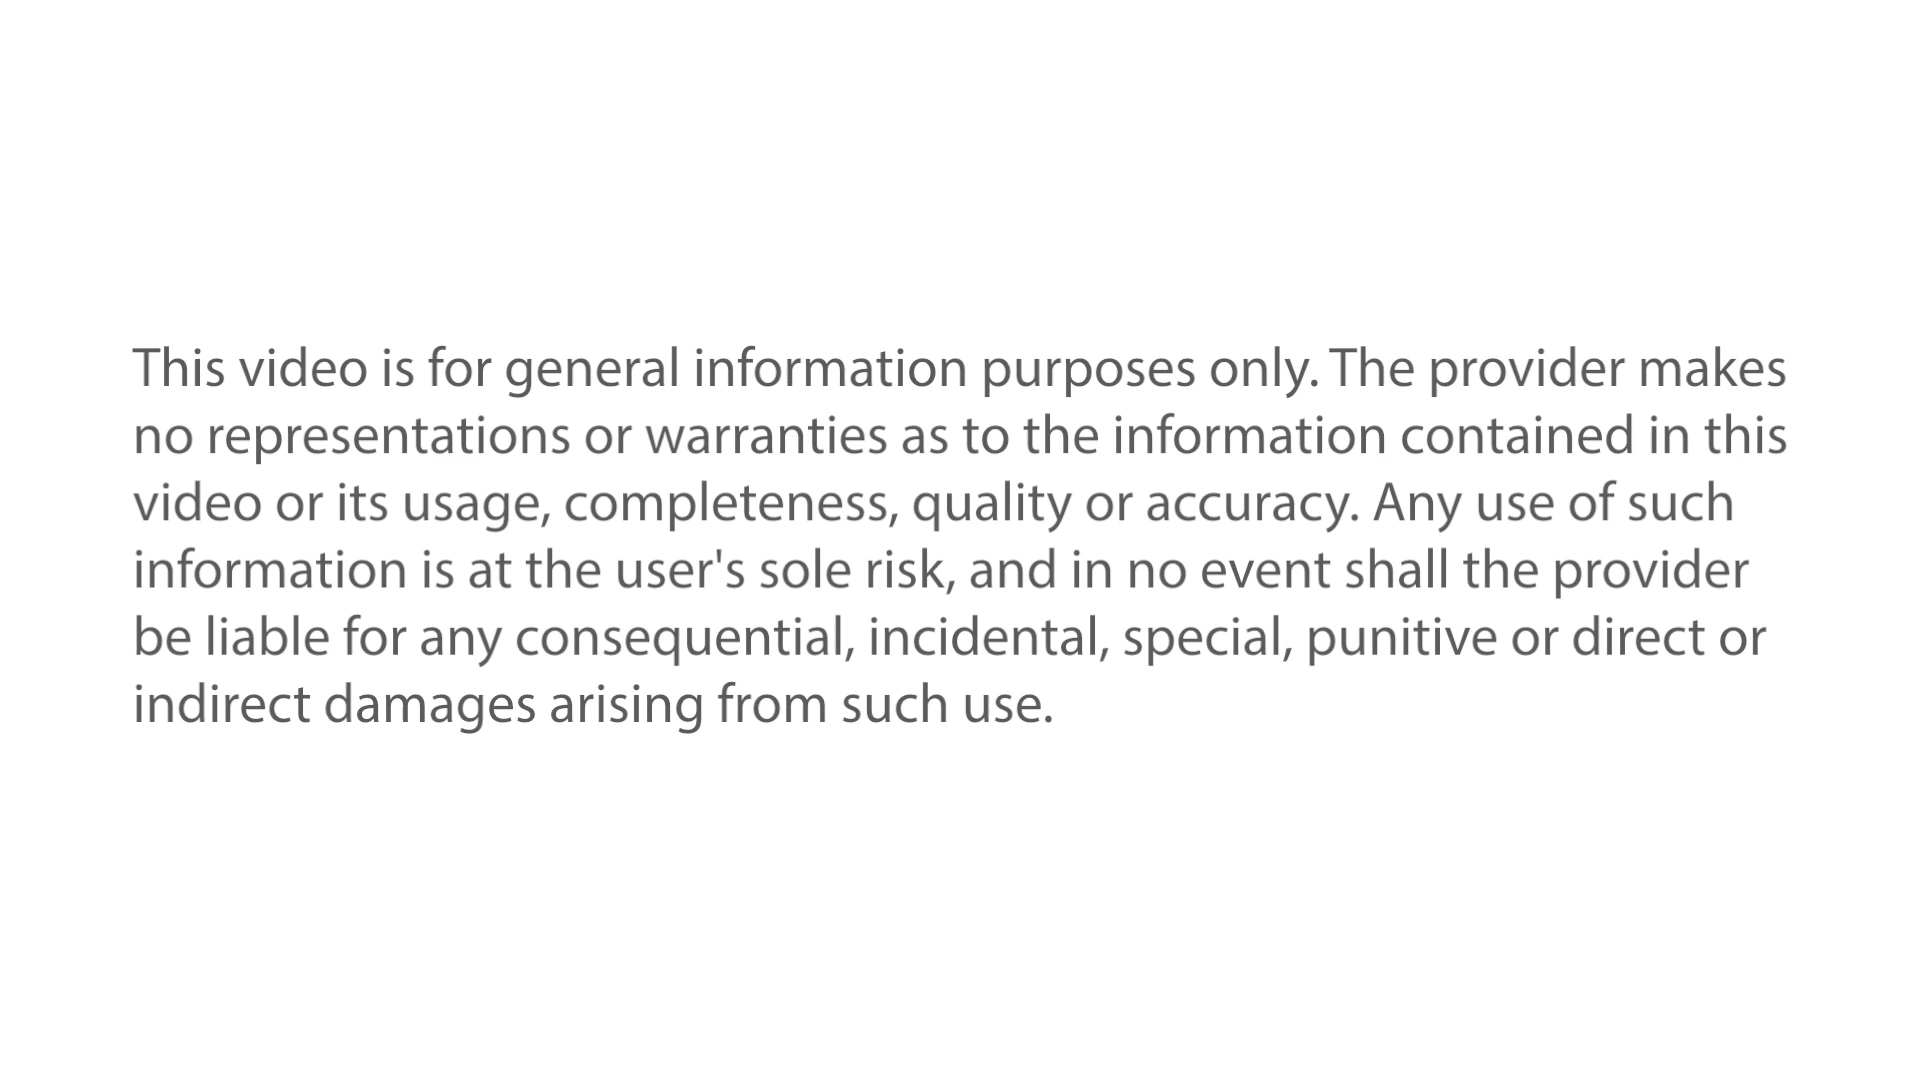 This video is for general information purposes only. The provider makes
no representations or warranties as to the information contained in this
video or its usage, completeness, quality or accuracy. Any use of such
information is at the user's sole risk, and in no event shall the provider
be liable for any consequential, incidental, special, punitive or direct or
indirect damages arising from such use.